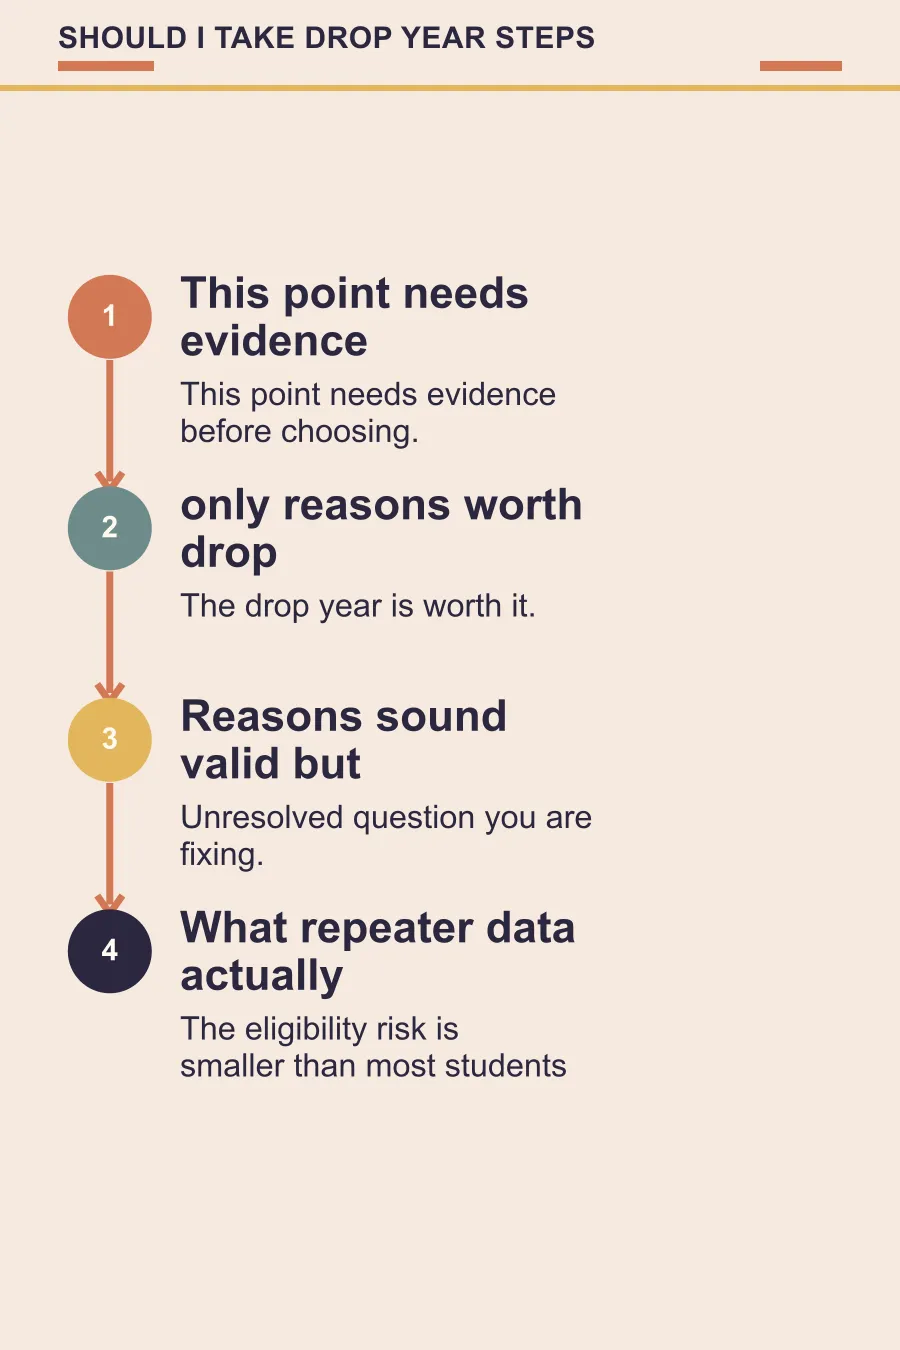 SHOULD I TAKE DROP YEAR STEPS
1
This point needs
evidence
This point needs evidence
before choosing.
2
only reasons worth
drop
The drop year is worth it.
3
Reasons sound
valid but
Unresolved question you are
fixing.
4
What repeater data
actually
The eligibility risk is
smaller than most students